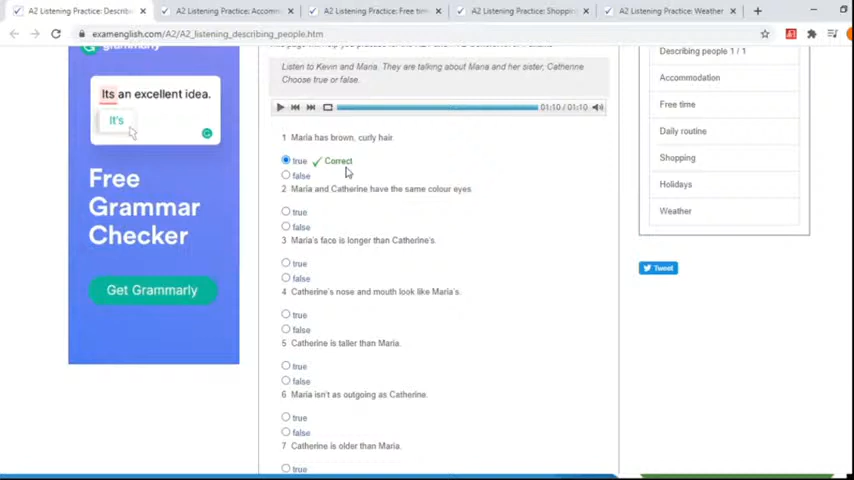 A2 Listening Practice: Describi
A2 Listening Practice: Accomm
A2 Listening Practice: Free tim
A2 Listening Practice: Shoppin
A2 Listening Practice: Weather
examenglish.com/A2/A2_listening_describing_people.htm
grammarly
Its an excellent idea.
It's
Free
Grammar
Checker
Get Grammarly
Listen to Kevin and Maria. They are talking about Maria and her sister, Catherine
Choose true or false.
01:10 / 01:10
1 Maria has brown, curly hair.
true Correct
false
2 Maria and Catherine have the same colour eyes.
true
false
3 Maria's face is longer than Catherine's.
true
false
4 Catherine's nose and mouth look like Maria's.
true
false
5 Catherine is taller than Maria.
true
false
6 Maria isn't as outgoing as Catherine.
true
false
7 Catherine is older than Maria.
true
Describing people 1 / 1
Accommodation
Free time
Daily routine
Shopping
Holidays
Weather
Tweet